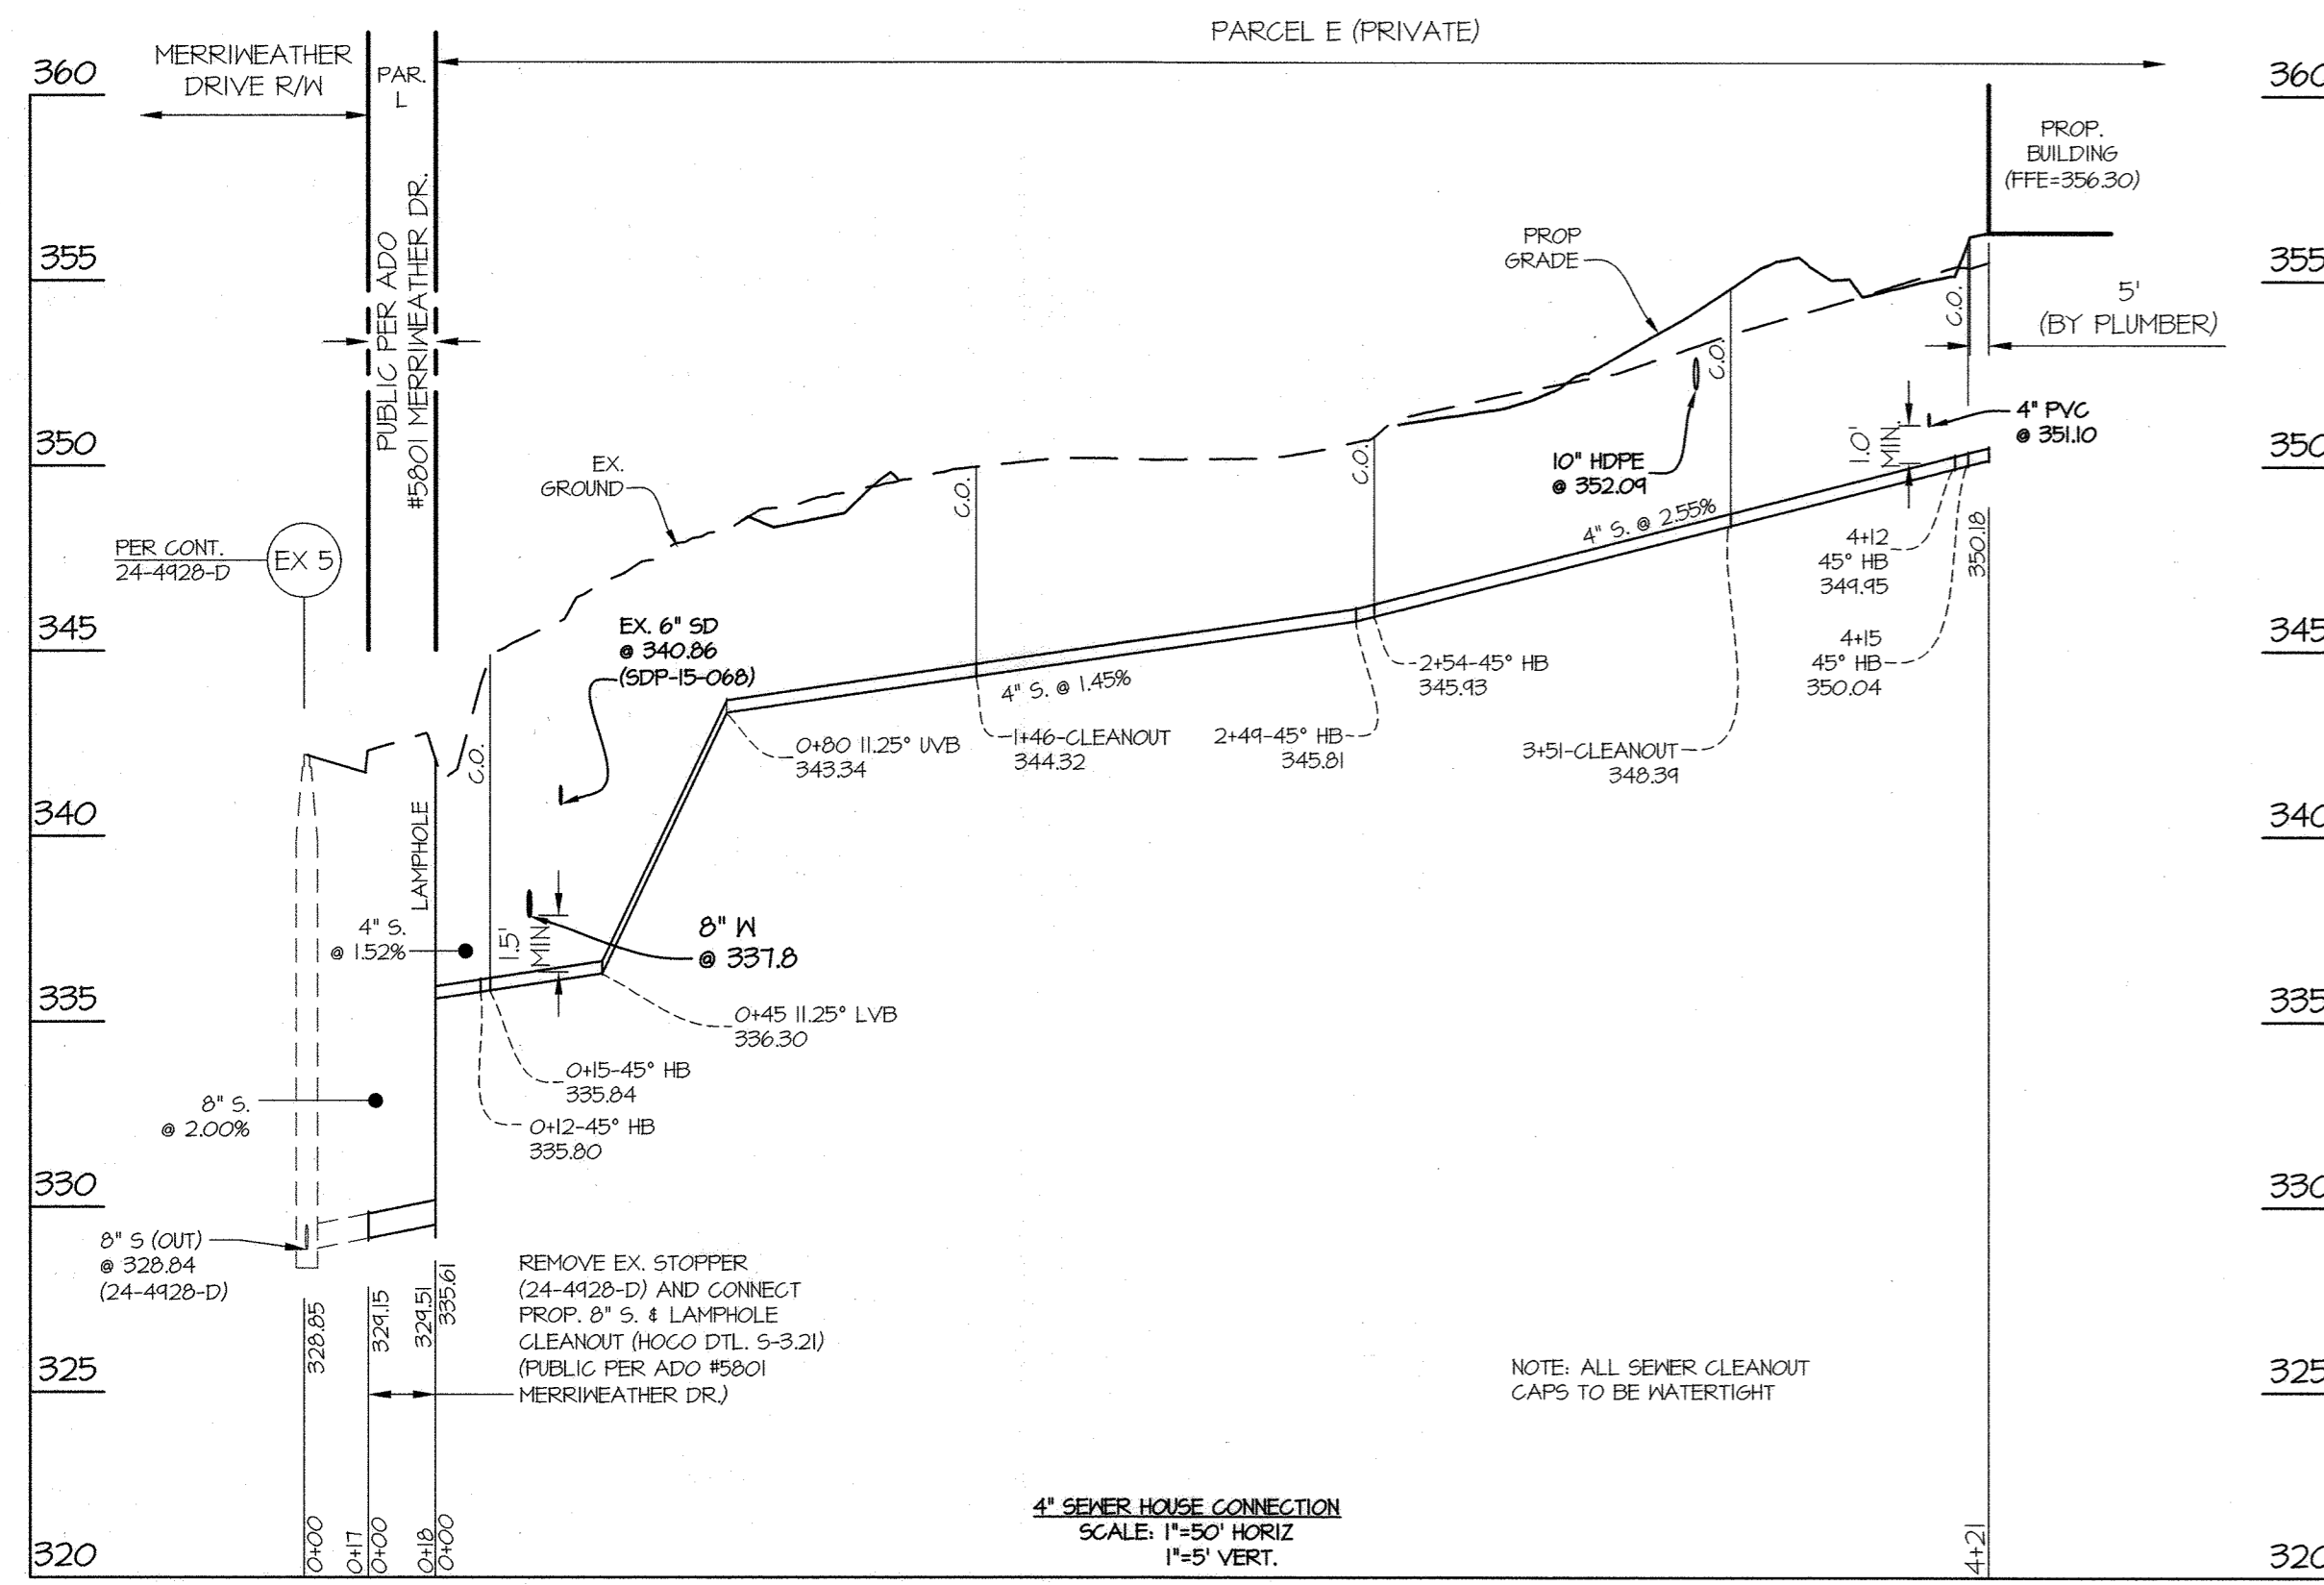 PARCEL E (PRIVATE)
MERRIWEATHER
DRIVE R/W
PAR.
L
360
355
350
345
340
335
330
325
320
360
355
350
345
340
335
330
325
320
PUBLIC PER ADO
#5801 MERRIWEATHER DR.
PROP.
BUILDING
(FFE=356.30)
PROP
GRADE
5'
(BY PLUMBER)
C.O.
C.O.
C.O.
C.O.
C.O.
EX.
GROUND
PER CONT.
24-4928-D
EX 5
10" HDPE
@ 352.09
4" PVC
@ 351.10
1.0'
MIN.
4" S. @ 2.55%
4+12
45° HB
349.95
350.18
4+15
45° HB
350.04
EX. 6" SD
@ 340.86
(SDP-15-068)
2+54-45° HB
345.93
4" S. @ 1.45%
0+80 11.25° UVB
343.34
1+46-CLEANOUT
344.32
2+49-45° HB
345.81
3+51-CLEANOUT
348.39
LAMPHOLE
4" S.
@ 1.52%
1.5'
MIN.
8" W
@ 337.8
0+45 11.25° LVB
336.30
0+15-45° HB
335.84
0+12-45° HB
335.80
8" S.
@ 2.00%
8" S (OUT)
@ 328.84
(24-4928-D)
328.85
329.15
329.51
335.61
REMOVE EX. STOPPER
(24-4928-D) AND CONNECT
PROP. 8" S. & LAMPHOLE
CLEANOUT (HOCO DTL. S-3.21)
(PUBLIC PER ADO #5801
MERRIWEATHER DR.)
NOTE: ALL SEWER CLEANOUT
CAPS TO BE WATERTIGHT
0+00
0+17
0+00
0+18
0+00
4+21
4" SEWER HOUSE CONNECTION
SCALE: 1"=50' HORIZ
1"=5' VERT.